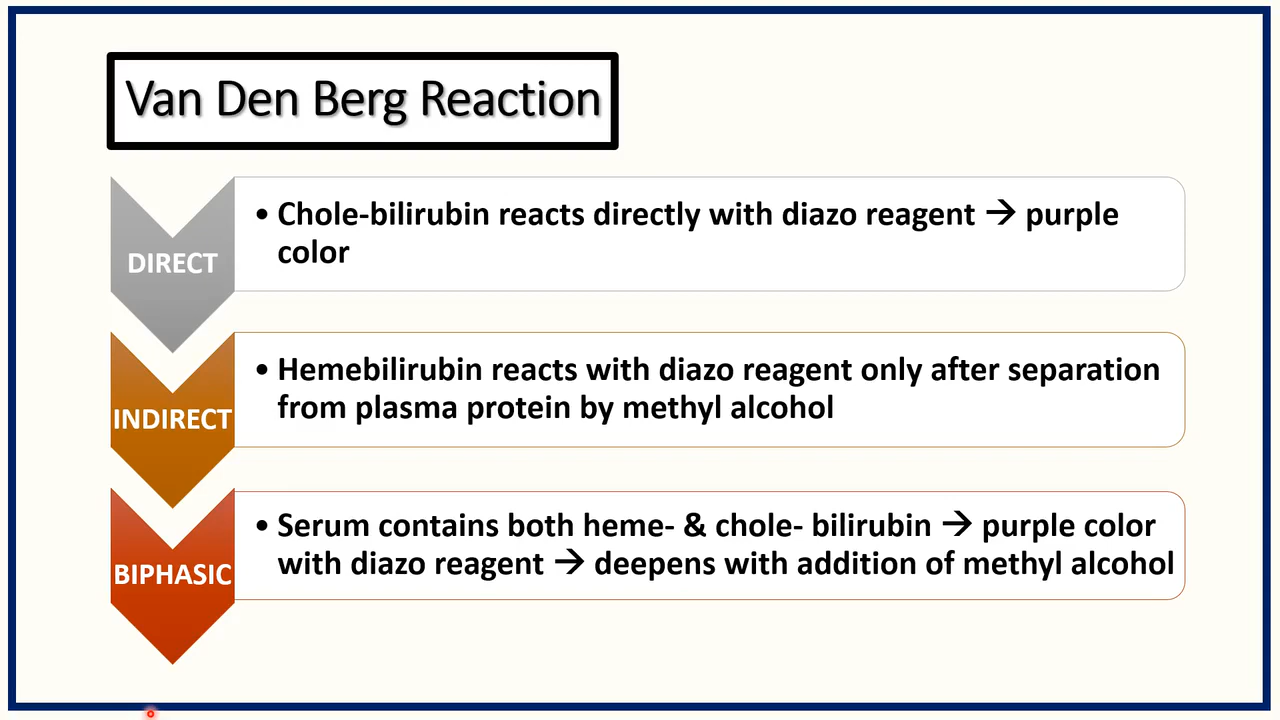 Van Den Berg Reaction
DIRECT
• Chole-bilirubin reacts directly with diazo reagent → purple
color
INDIRECT
• Hemebilirubin reacts with diazo reagent only after separation
from plasma protein by methyl alcohol
BIPHASIC
• Serum contains both heme- & chole- bilirubin → purple color
with diazo reagent → deepens with addition of methyl alcohol